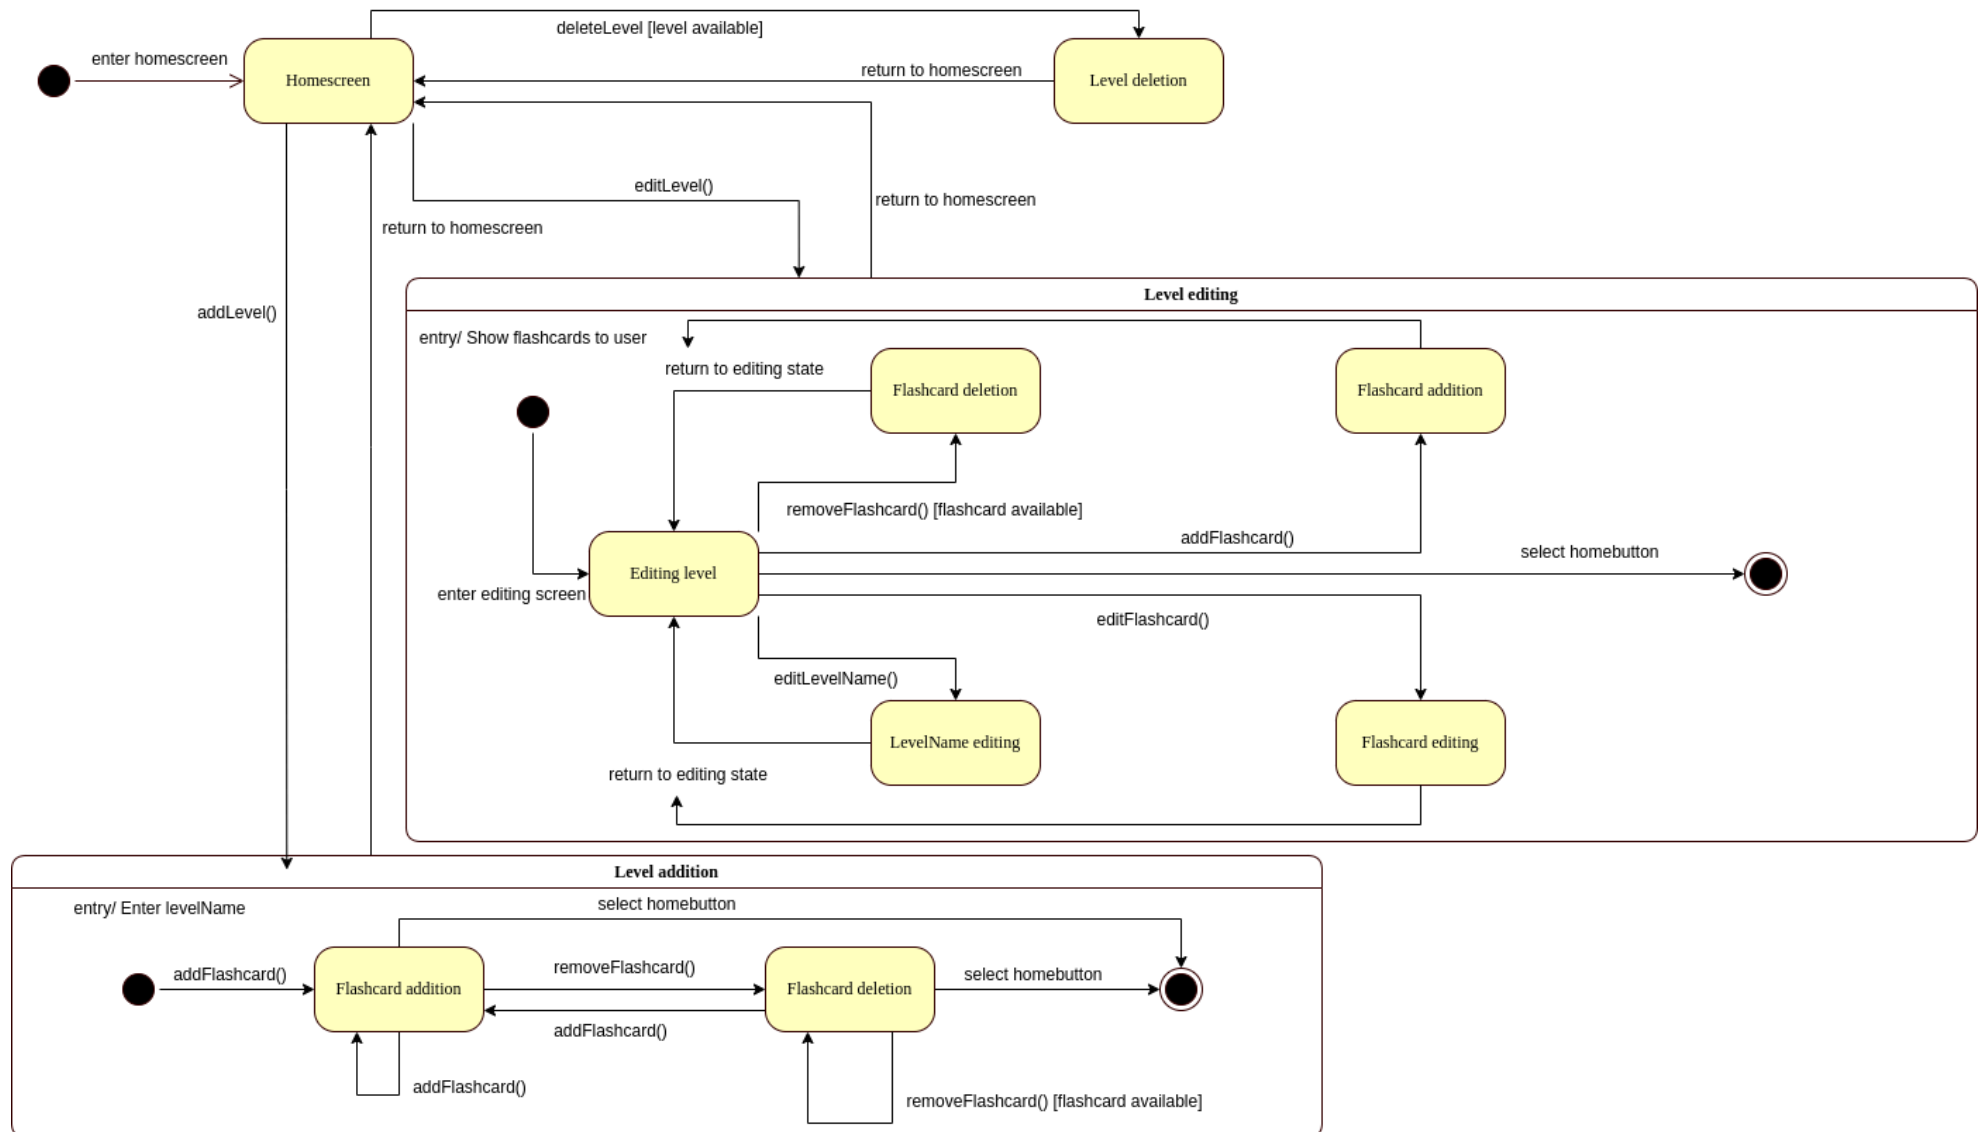 deleteLevel [level available]
enter homescreen
Homescreen
return to homescreen
Level deletion
editLevel()
return to homescreen
return to homescreen
addLevel()
Level editing
entry/ Show flashcards to user
return to editing state
Flashcard deletion
Flashcard addition
removeFlashcard() [flashcard available]
addFlashcard()
select homebutton
Editing level
enter editing screen
editFlashcard()
editLevelName()
LevelName editing
Flashcard editing
return to editing state
Level addition
entry/ Enter levelName
select homebutton
addFlashcard()
Flashcard addition
removeFlashcard()
Flashcard deletion
select homebutton
addFlashcard()
addFlashcard()
removeFlashcard() [flashcard available]